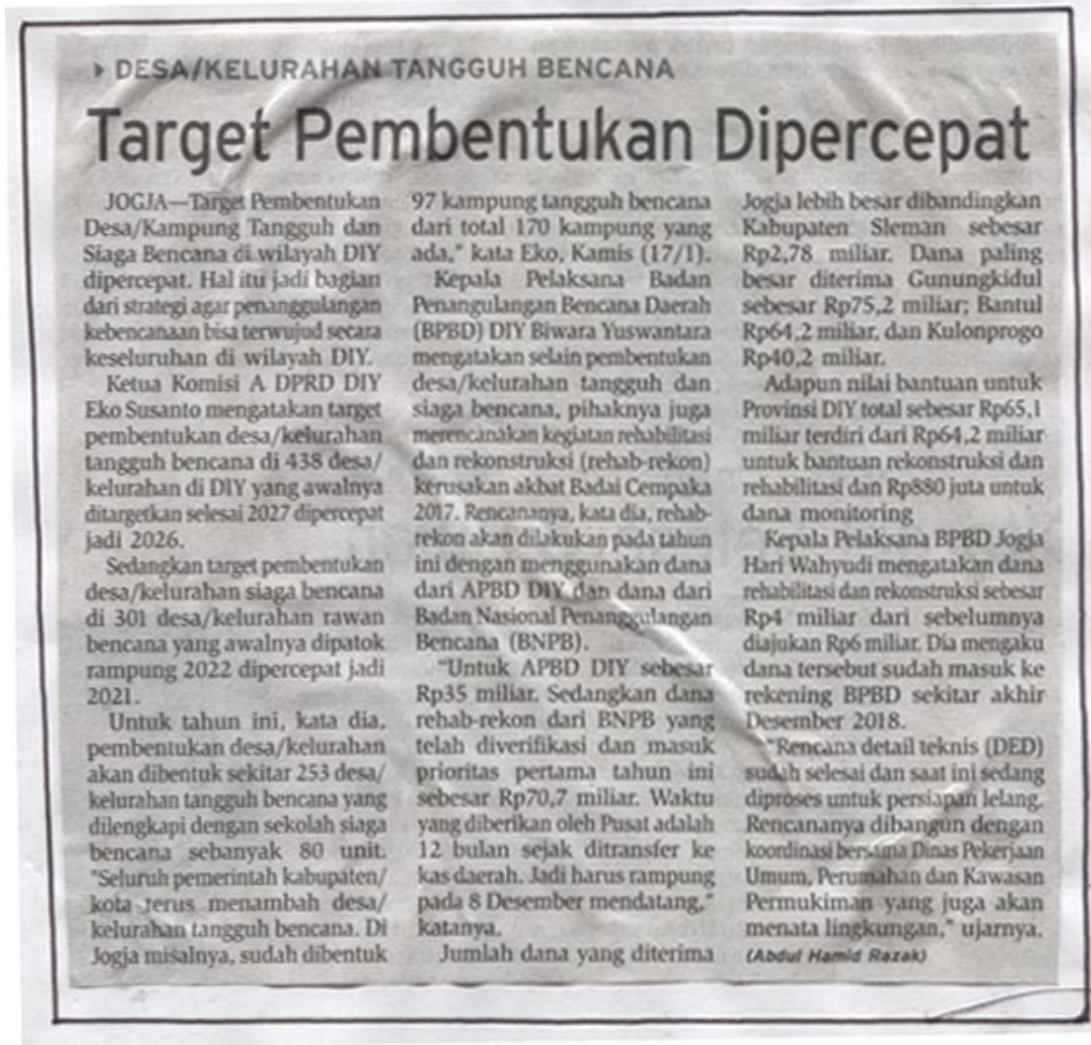 DESA/KELURAHAN TANGGUH BENCANA
Target Pembentukan Dipercepat
JOGJA—Target Pembentukan
Desa/Kampung Tangguh dan
Siaga Bencana di wilayah DIY
dipercepat. Hal itu jadi bagian
dari strategi agar penanggulangan
kebencanaan bisa terwujud secara
keseluruhan di wilayah DIY.
Ketua Komisi A DPRD DIY
Eko Susanto mengatakan target
pembentukan desa/kelurahan
tangguh bencana di 438 desa/
kelurahan di DIY yang awalnya
ditargetkan selesai 2027 dipercepat
jadi 2026.
Sedangkan target pembentukan
desa/kelurahan siaga bencana
di 301 desa/kelurahan rawan
bencana yang awalnya dipatok
rampung 2022 dipercepat jadi
2021.
Untuk tahun ini, kata dia,
pembentukan desa/kelurahan
akan dibentuk sekitar 253 desa/
kelurahan tangguh bencana yang
dilengkapi dengan sekolah siaga
bencana sebanyak 80 unit.
"Seluruh pemerintah kabupaten/
kota terus menambah desa/
kelurahan tangguh bencana. Di
Jogja misalnya, sudah dibentuk
97 kampung tangguh bencana
dari total 170 kampung yang
ada," kata Eko, Kamis (17/1).
Kepala Pelaksana Badan
Penangulangan Bencana Daerah
(BPBD) DIY Biwara Yuswantara
mengatakan selain pembentukan
desa/kelurahan tangguh dan
siaga bencana, pihaknya juga
merencanakan kegiatan rehabilitasi
dan rekonstruksi (rehab-rekon)
kerusakan akbat Badai Cempaka
2017. Rencananya, kata dia, rehab-
rekon akan dilakukan pada tahun
ini dengan menggunakan dana
dari APBD DIY dan dana dari
Badan Nasional Penanggulangan
Bencana (BNPB).
"Untuk APBD DIY sebesar
Rp35 miliar. Sedangkan dana
rehab-rekon dari BNPB yang
telah diverifikasi dan masuk
prioritas pertama tahun ini
sebesar Rp70,7 miliar. Waktu
yang diberikan oleh Pusat adalah
12 bulan sejak ditransfer ke
kas daerah. Jadi harus rampung
pada 8 Desember mendatang,"
katanya.
Jumlah dana yang diterima
Jogja lebih besar dibandingkan
Kabupaten Sleman sebesar
Rp2,78 miliar. Dana paling
besar diterima Gunungkidul
sebesar Rp75,2 miliar; Bantul
Rp64,2 miliar, dan Kulonprogo
Rp40,2 miliar.
Adapun nilai bantuan untuk
Provinsi DIY total sebesar Rp65,1
miliar terdiri dari Rp64,2 miliar
untuk bantuan rekonstruksi dan
rehabilitasi dan Rp880 juta untuk
dana monitoring
Kepala Pelaksana BPBD Jogja
Hari Wahyudi mengatakan dana
rehabilitasi dan rekonstruksi sebesar
Rp4 miliar dari sebelumnya
diajukan Rp6 miliar. Dia mengaku
dana tersebut sudah masuk ke
rekening BPBD sekitar akhir
Desember 2018.
"Rencana detail teknis (DED)
sudah selesai dan saat ini sedang
diproses untuk persiapan lelang.
Rencananya dibangun dengan
koordinasi bersama Dinas Pekerjaan
Umum, Perumahan dan Kawasan
Permukiman yang juga akan
menata lingkungan," ujarnya.
(Abdul Hamid Razak)